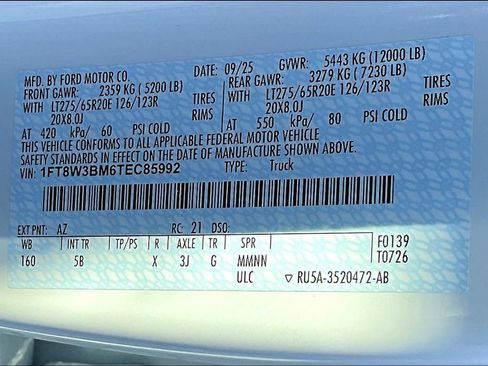 MFD. BY FORD MOTOR CO. 09/25 GVWR: 5443 KG (12000 LB)
FRONT GAWR: 2359 KG (5200 LB) REAR GAWR: 3279 KG (7230 LB)
WITH LT275/65R20E 126/123R TIRES WITH LT275/65R20E 126/123R TIRES
20X8.0J RIMS 20X8.0J RIMS
AT 420 kPa/ 60 PSI COLD AT 550 kPa/ 80 PSI COLD
THIS VEHICLE CONFORMS TO ALL APPLICABLE FEDERAL MOTOR VEHICLE
SAFETY STANDARDS IN EFFECT ON THE DATE OF MANUFACTURE SHOWN ABOVE.
VIN: 1FT8W3BM6TEC85992 TYPE: Truck
EXT PNT: AZ RC: 21 DSO:
WB INT TR TP/PS R AXLE TR SPR F0139
160 5B X 3J G MMNN T0726
ULC RU5A-3520472-AB